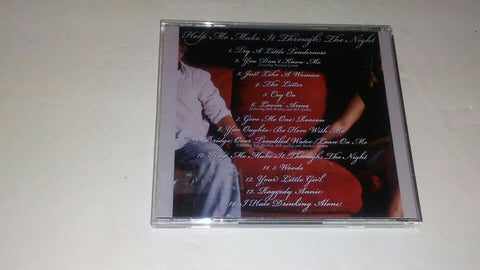 Help Me Make It Through The Night
1. Try A Little Tenderness
2. You Don't Know Me
3. Just Like A Woman
4. The Letter
5. Cry On
6. Lovin' Arms
7. Give Me One Reason
8. You Oughta Be Here With Me
Bridge Over Troubled Water/Lean On Me
10. Help Me Make It Through The Night
11. 5 Words
12. Your Little Girl
13. Raggedy Annie
14. I Hate Drinking Alone